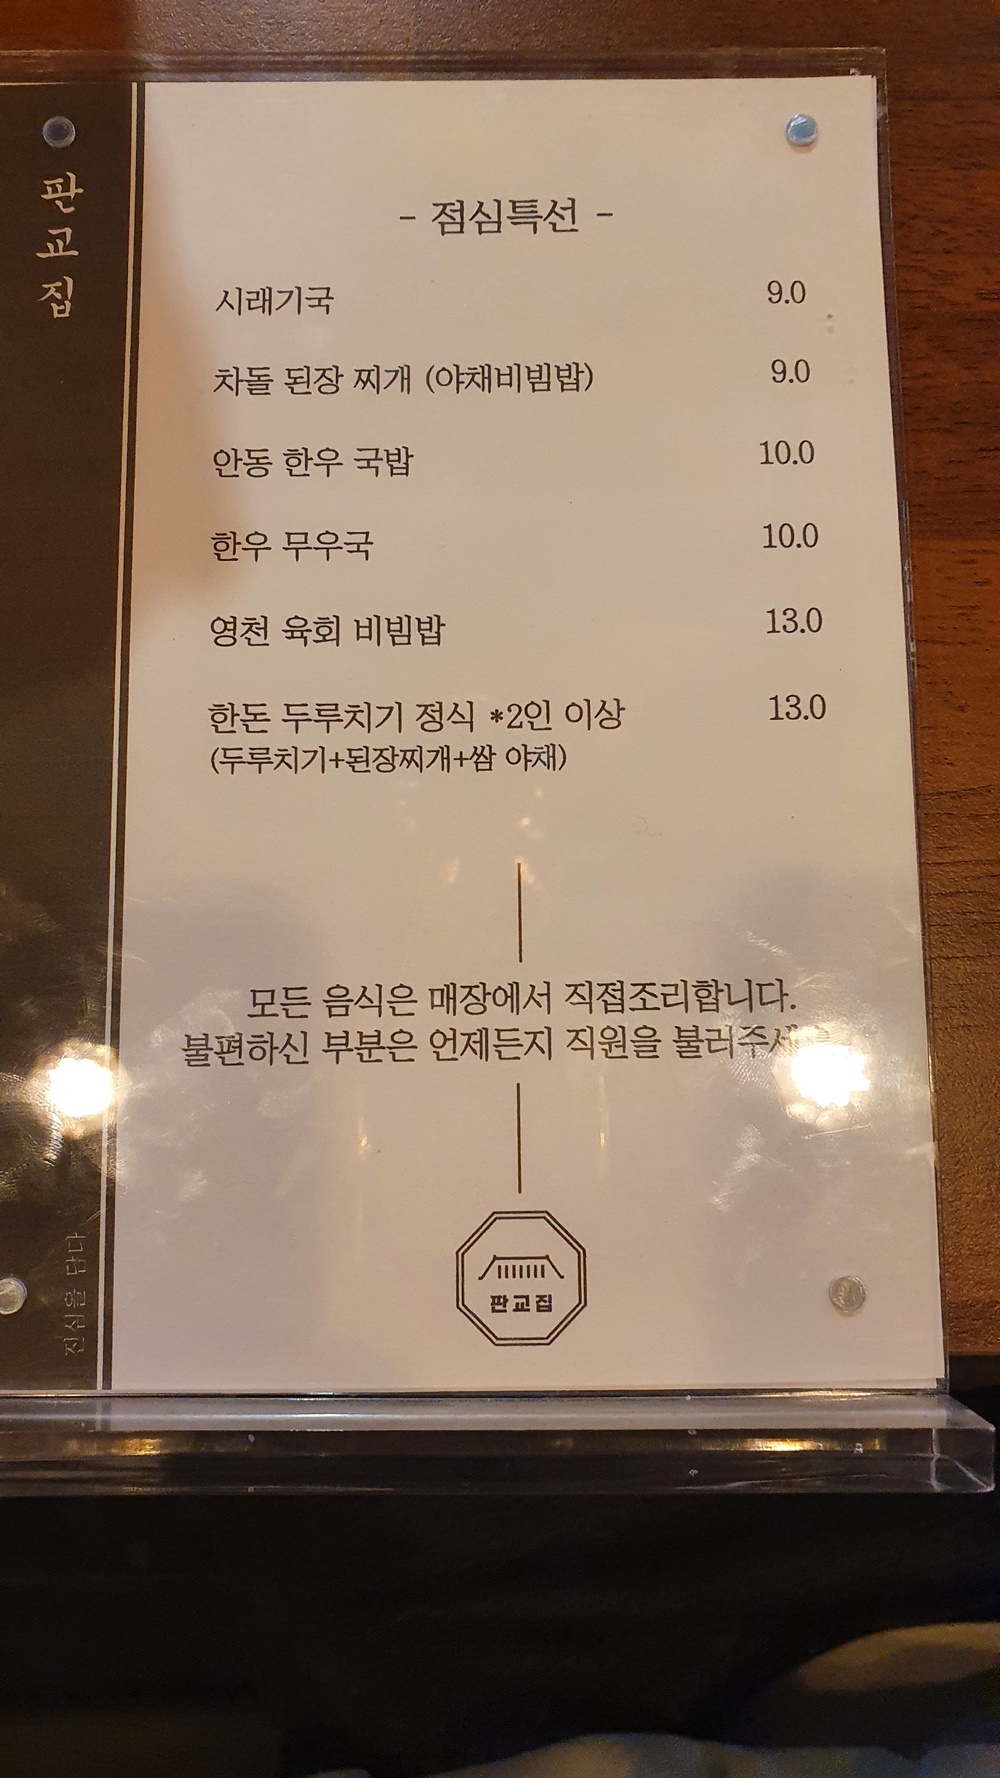 판교집
진심을 담다
- 점심특선 -
시래기국 9.0
차돌 된장 찌개 (야채비빔밥) 9.0
안동 한우 국밥 10.0
한우 무우국 10.0
영천 육회 비빔밥 13.0
한돈 두루치기 정식 *2인 이상 13.0
(두루치기+된장찌개+쌈 야채)
모든 음식은 매장에서 직접조리합니다.
불편하신 부분은 언제든지 직원을
판교집